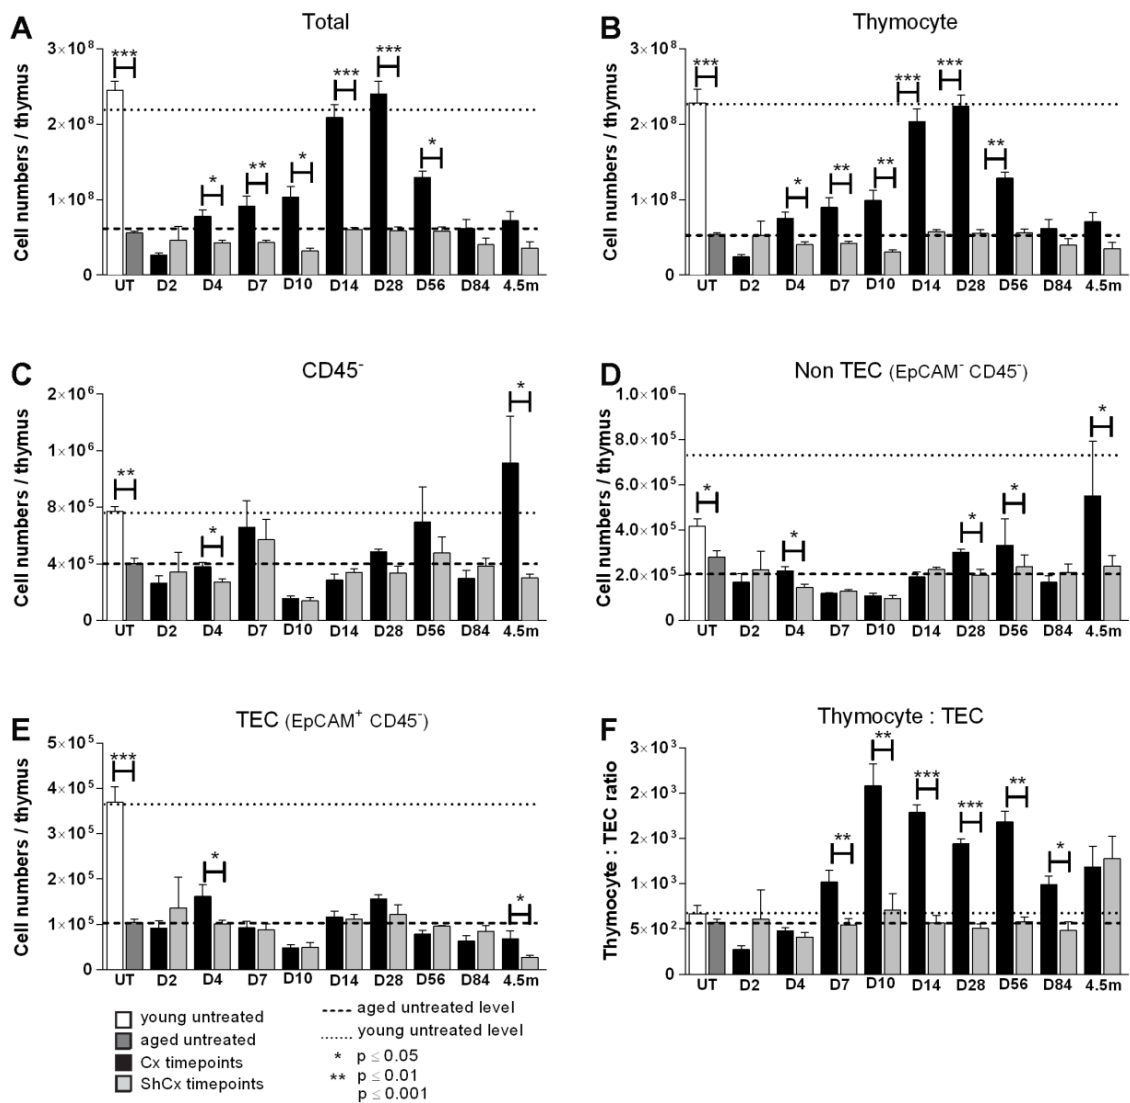 A
Total
Cell numbers / thymus
3×10⁸
2×10⁸
1×10⁸
0
*** * ** * *** *** *
UT D2 D4 D7 D10 D14 D28 D56 D84 4.5m
B
Thymocyte
Cell numbers / thymus
3×10⁸
2×10⁸
1×10⁸
0
*** * ** ** *** *** **
UT D2 D4 D7 D10 D14 D28 D56 D84 4.5m
C
CD45⁻
Cell numbers / thymus
2×10⁶
1×10⁶
8×10⁵
4×10⁵
0
** * *
UT D2 D4 D7 D10 D14 D28 D56 D84 4.5m
D
Non TEC (EpCAM⁻ CD45⁻)
Cell numbers / thymus
1.0×10⁶
8.0×10⁵
6.0×10⁵
4.0×10⁵
2.0×10⁵
0
* * * * *
UT D2 D4 D7 D10 D14 D28 D56 D84 4.5m
E
TEC (EpCAM⁺ CD45⁻)
Cell numbers / thymus
5×10⁵
4×10⁵
3×10⁵
2×10⁵
1×10⁵
0
*** * *
UT D2 D4 D7 D10 D14 D28 D56 D84 4.5m
F
Thymocyte : TEC
Thymocyte : TEC ratio
3×10³
2×10³
2×10³
1×10³
5×10²
0
** ** *** *** ** *
UT D2 D4 D7 D10 D14 D28 D56 D84 4.5m
young untreated
aged untreated
Cx timepoints
ShCx timepoints
aged untreated level
young untreated level
* p ≤ 0.05
** p ≤ 0.01
p ≤ 0.001